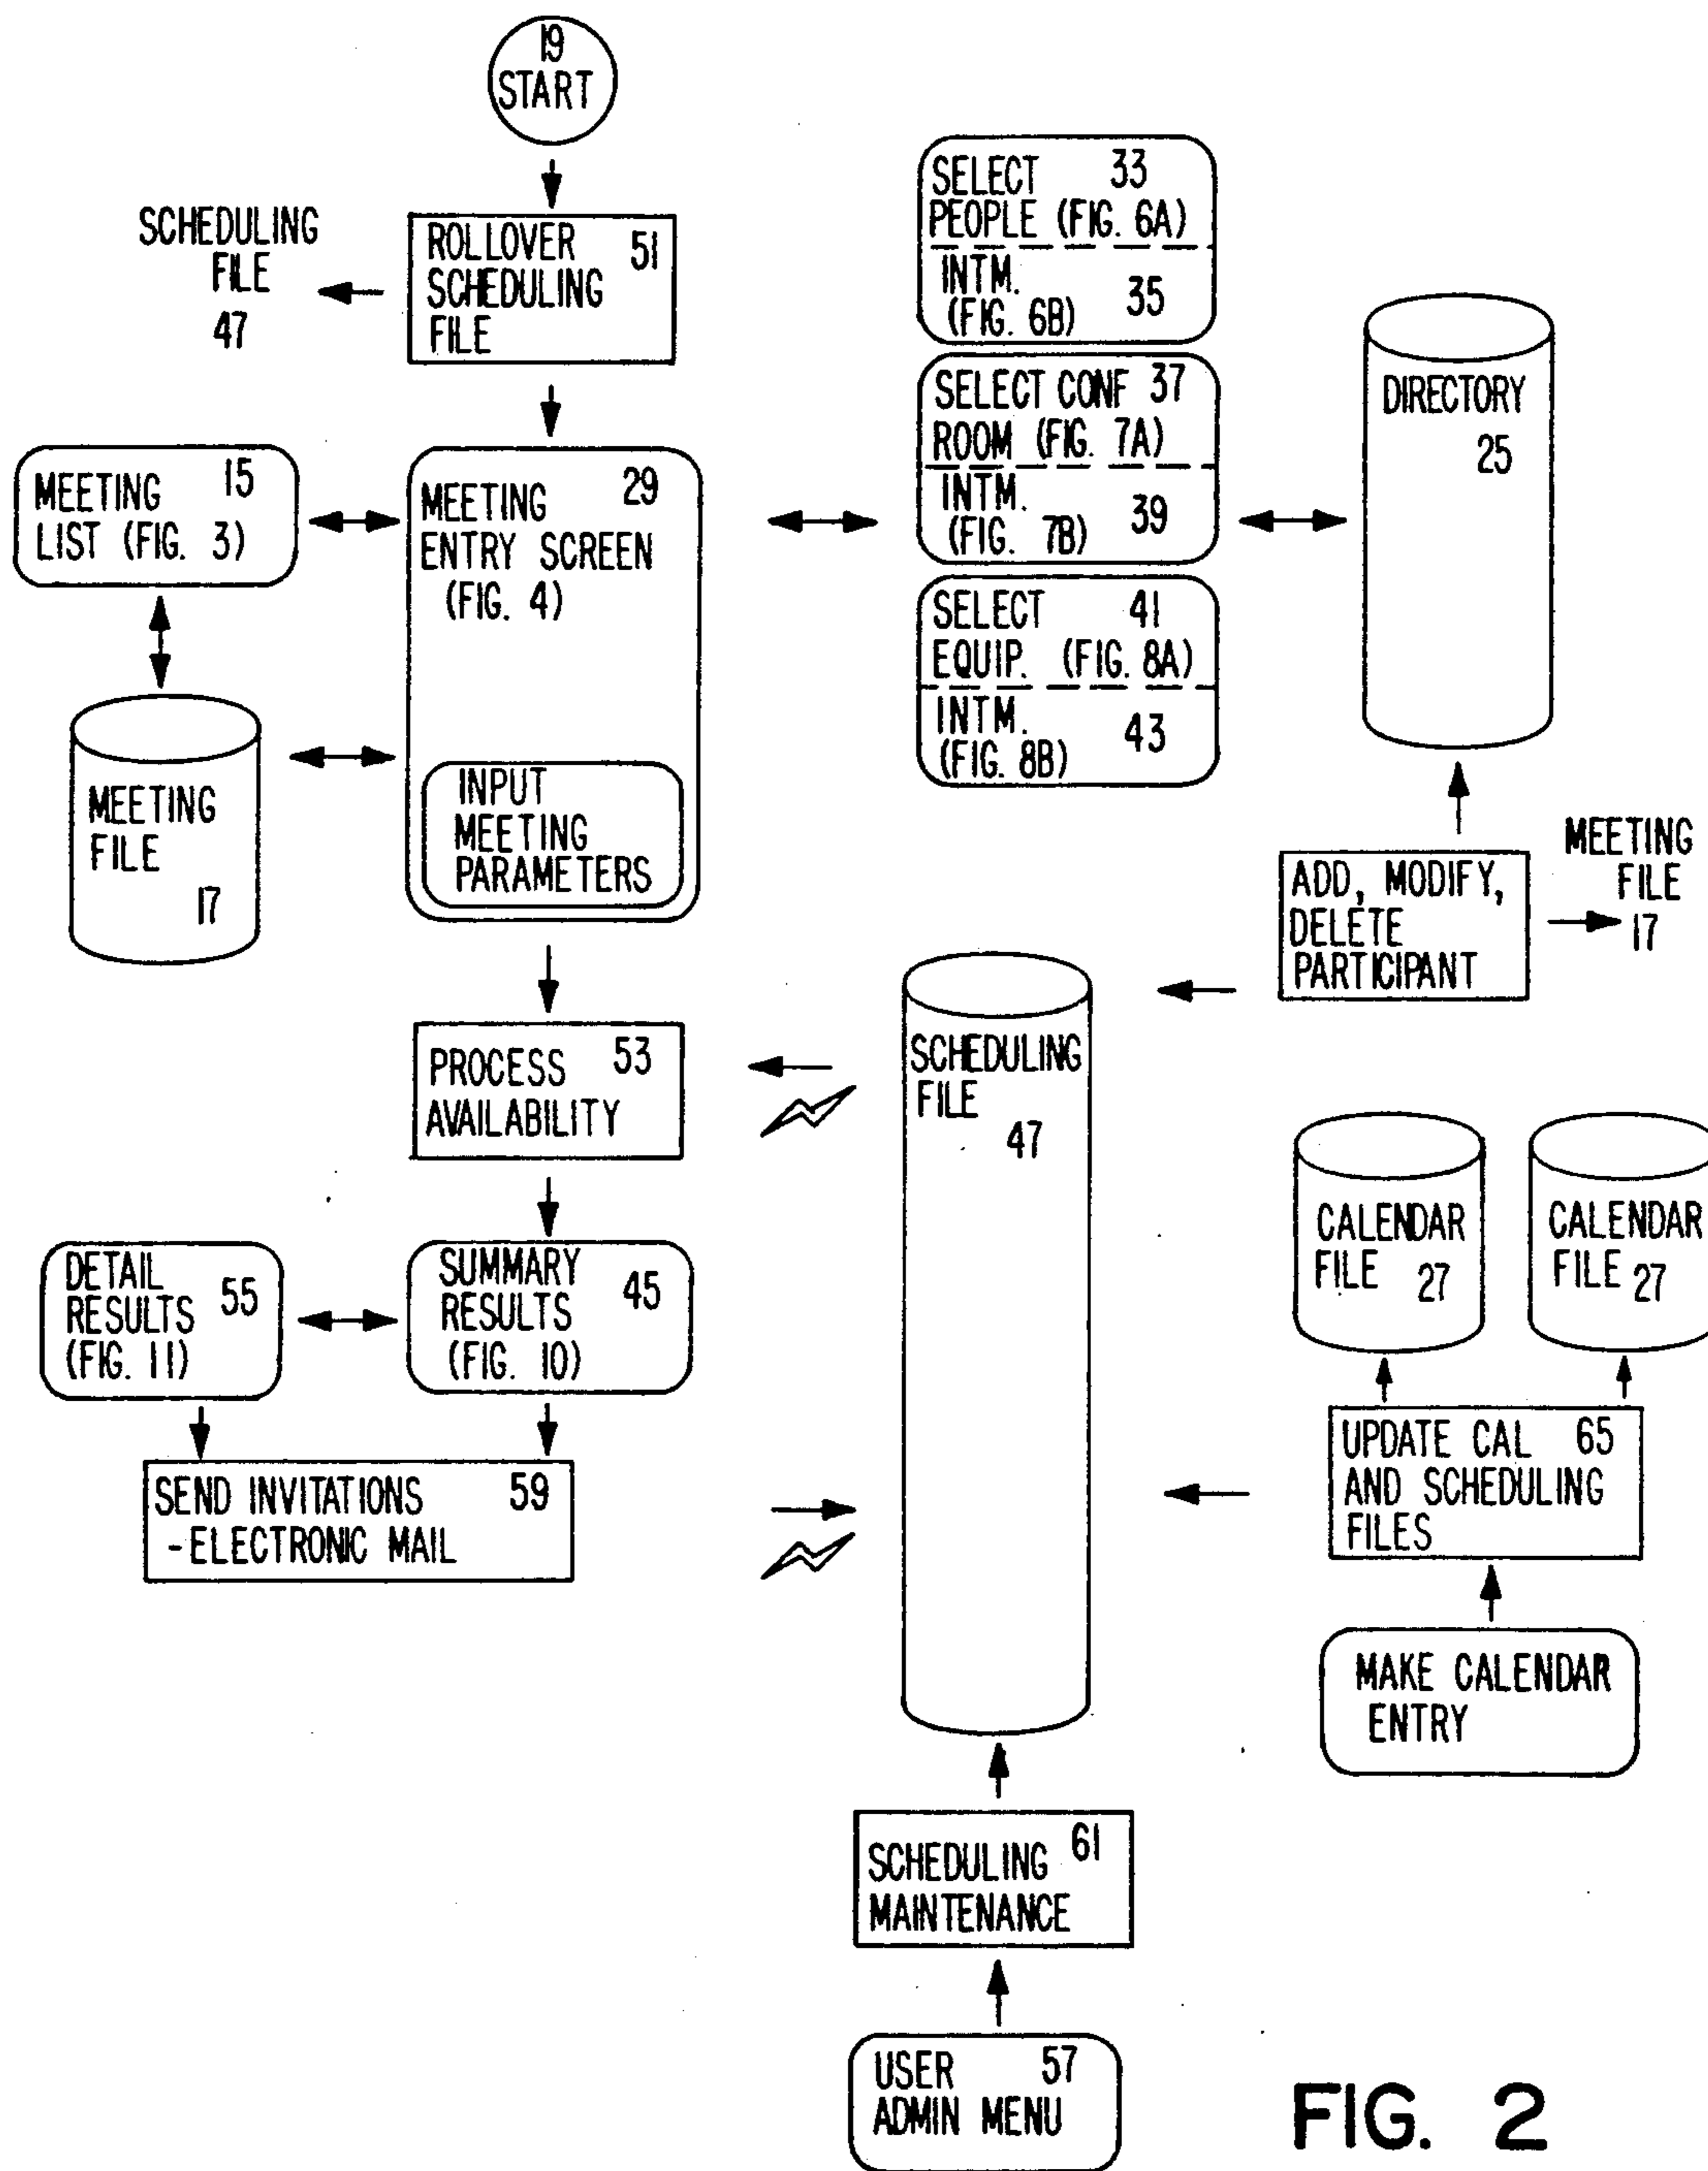 19
START
SCHEDULING
FILE
47
ROLLOVER 51
SCHEDULING
FILE
SELECT 33
PEOPLE (FIG. 6A)
INTM. 35
(FIG. 6B)
SELECT CONF 37
ROOM (FIG. 7A)
INTM. 39
(FIG. 7B)
SELECT 41
EQUIP. (FIG. 8A)
INTM. 43
(FIG. 8B)
DIRECTORY
25
MEETING 15
LIST (FIG. 3)
MEETING 29
ENTRY SCREEN
(FIG. 4)
INPUT
MEETING
PARAMETERS
MEETING
FILE
17
ADD, MODIFY,
DELETE
PARTICIPANT
MEETING
FILE
17
PROCESS 53
AVAILABILITY
SCHEDULING
FILE
47
CALENDAR
FILE 27
CALENDAR
FILE 27
DETAIL 55
RESULTS
(FIG. 11)
SUMMARY 45
RESULTS
(FIG. 10)
SEND INVITATIONS 59
-ELECTRONIC MAIL
UPDATE CAL 65
AND SCHEDULING
FILES
MAKE CALENDAR
ENTRY
SCHEDULING 61
MAINTENANCE
USER 57
ADMIN MENU
FIG. 2